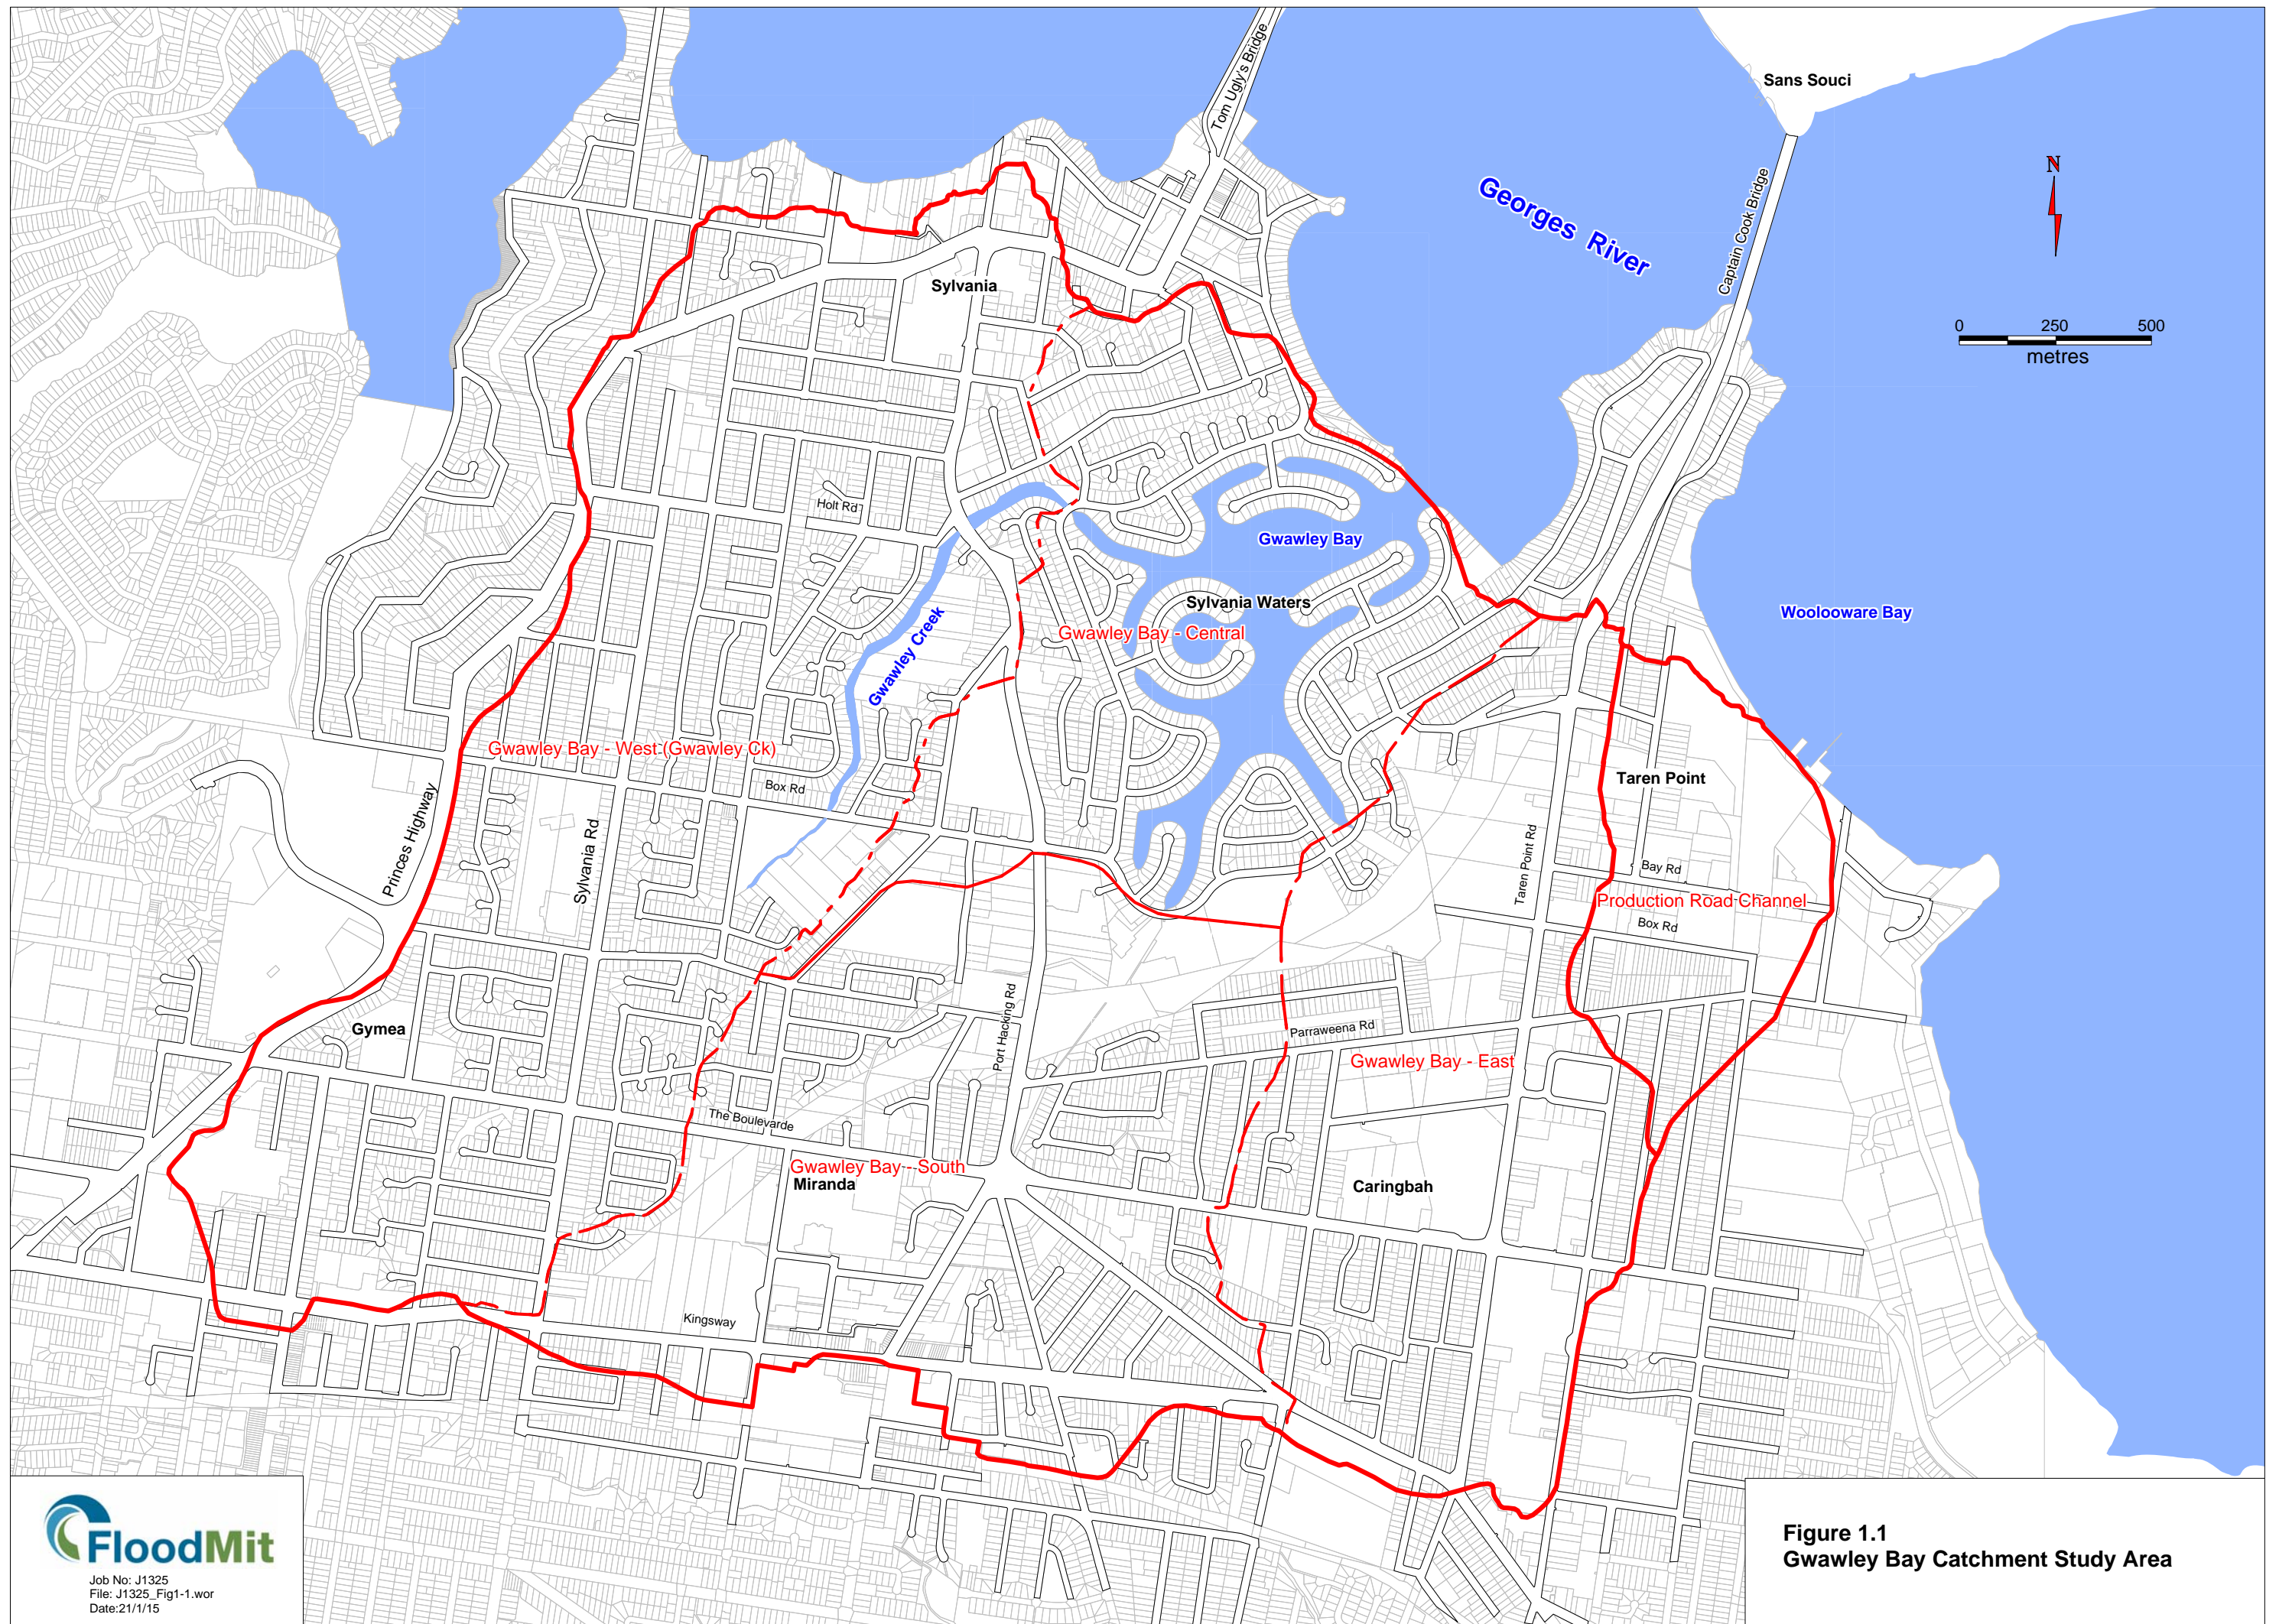 Tom Ugly's Bridge
Sans Souci
Georges River
Captain Cook Bridge
N
0 250 500
metres
Sylvania
Holt Rd
Gwawley Bay
Sylvania Waters
Woolooware Bay
Gwawley Creek
Gwawley Bay - Central
Gwawley Bay - West (Gwawley Ck)
Box Rd
Taren Point
Princes Highway
Sylvania Rd
Taren Point Rd
Bay Rd
Production Road Channel
Box Rd
Port Hacking Rd
Gymea
Parraweena Rd
Gwawley Bay - East
The Boulevarde
Gwawley Bay - South
Miranda
Caringbah
Kingsway
FloodMit
Job No: J1325
File: J1325_Fig1-1.wor
Date:21/1/15
Figure 1.1
Gwawley Bay Catchment Study Area